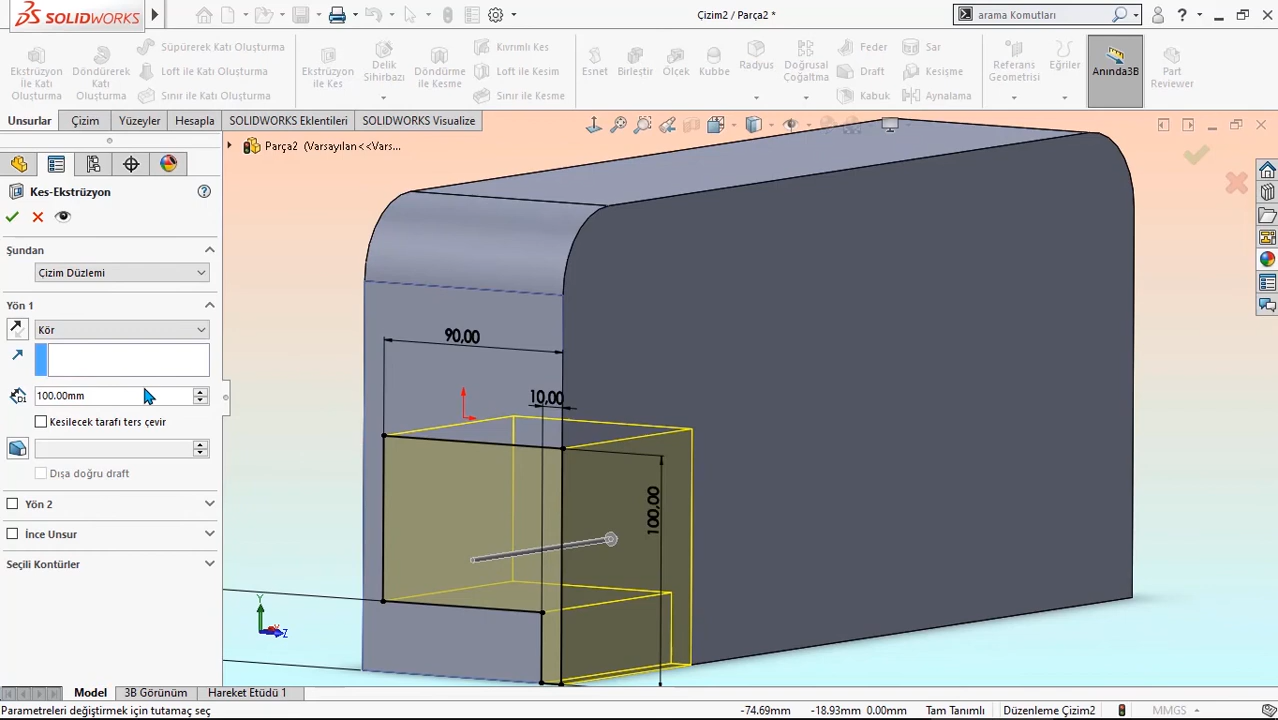 SOLIDWORKS
Çizim2 / Parça2 *
arama Komutları
Ekstrüzyon
ile Katı
Oluşturma
Döndürerek
Katı
Oluşturma
Süpürerek Katı Oluşturma
Loft ile Katı Oluşturma
Sınır ile Katı Oluşturma
Ekstrüzyon
ile Kes
Delik
Sihirbazı
Döndürme
ile Kesme
Kıvrımlı Kes
Loft ile Kesim
Sınır ile Kesme
Esnet
Birleştir
Ölçek
Kubbe
Radyus
Doğrusal
Çoğaltma
Feder
Draft
Kabuk
Sar
Kesişme
Aynalama
Referans
Geometrisi
Eğriler
Anında3B
Part
Reviewer
Unsurlar
Çizim
Yüzeyler
Hesapla
SOLIDWORKS Eklentileri
SOLIDWORKS Visualize
Parça2 (Varsayılan<<Vars...
Kes-Ekstrüzyon
Şundan
Çizim Düzlemi
Yön 1
Kör
100.00mm
Kesilecek tarafı ters çevir
Dışa doğru draft
Yön 2
İnce Unsur
Seçili Kontürler
90,00
10,00
100,00
Y
Z
Model
3B Görünüm
Hareket Etüdü 1
Parametreleri değiştirmek için tutamaç seç
-74.69mm
-18.93mm 0.00mm
Tam Tanımlı
Düzenleme Çizim2
MMGS